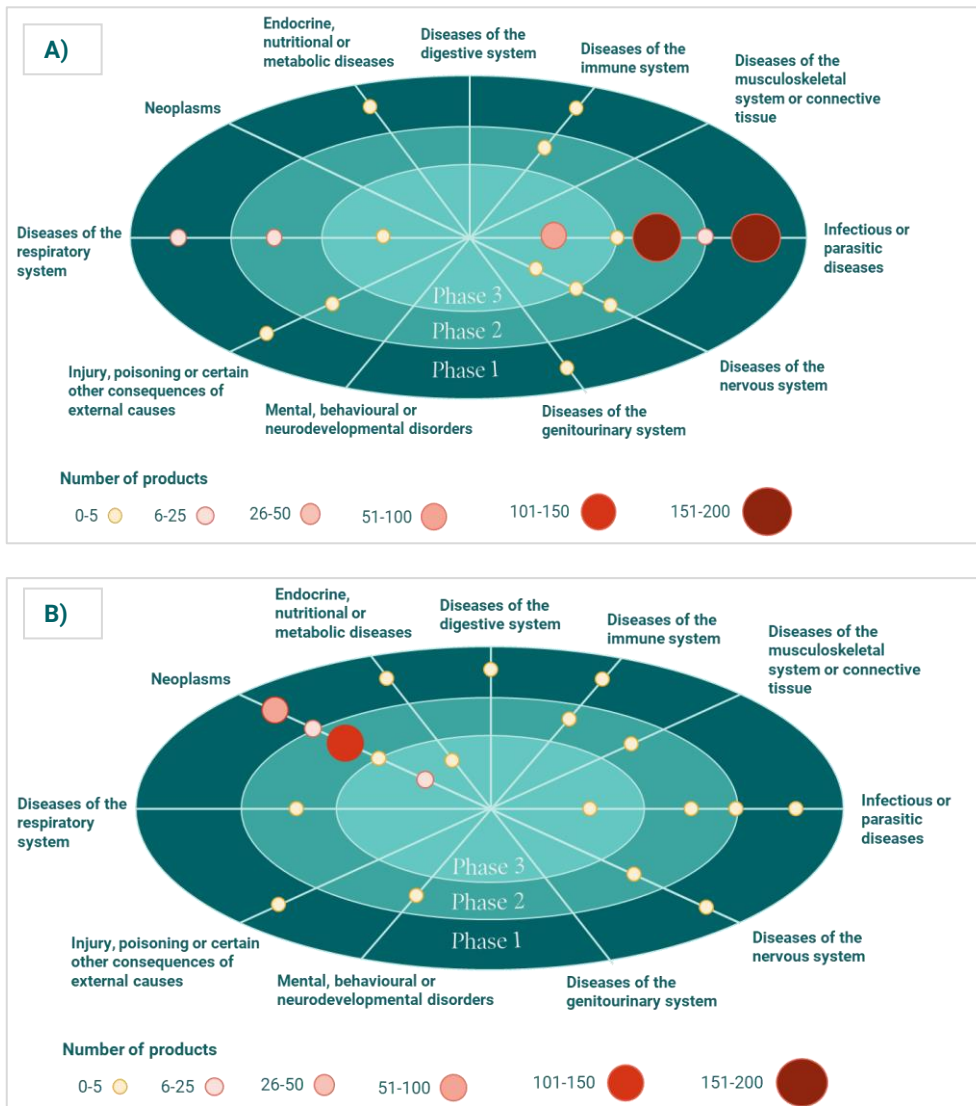 A)
Endocrine,
nutritional or
metabolic diseases
Diseases of the
digestive system
Diseases of the
immune system
Diseases of the
musculoskeletal
system or connective
tissue
Neoplasms
Diseases of the
respiratory
system
Infectious or
parasitic
diseases
Phase 3
Phase 2
Phase 1
Injury, poisoning or certain
other consequences of
external causes
Mental, behavioural or
neurodevelopmental disorders
Diseases of the
genitourinary system
Diseases of the
nervous system
Number of products
0-5
6-25
26-50
51-100
101-150
151-200
B)
Endocrine,
nutritional or
metabolic diseases
Diseases of the
digestive system
Diseases of the
immune system
Diseases of the
musculoskeletal
system or connective
tissue
Neoplasms
Diseases of the
respiratory
system
Infectious or
parasitic
diseases
Phase 3
Phase 2
Phase 1
Injury, poisoning or certain
other consequences of
external causes
Mental, behavioural or
neurodevelopmental disorders
Diseases of the
genitourinary system
Diseases of the
nervous system
Number of products
0-5
6-25
26-50
51-100
101-150
151-200